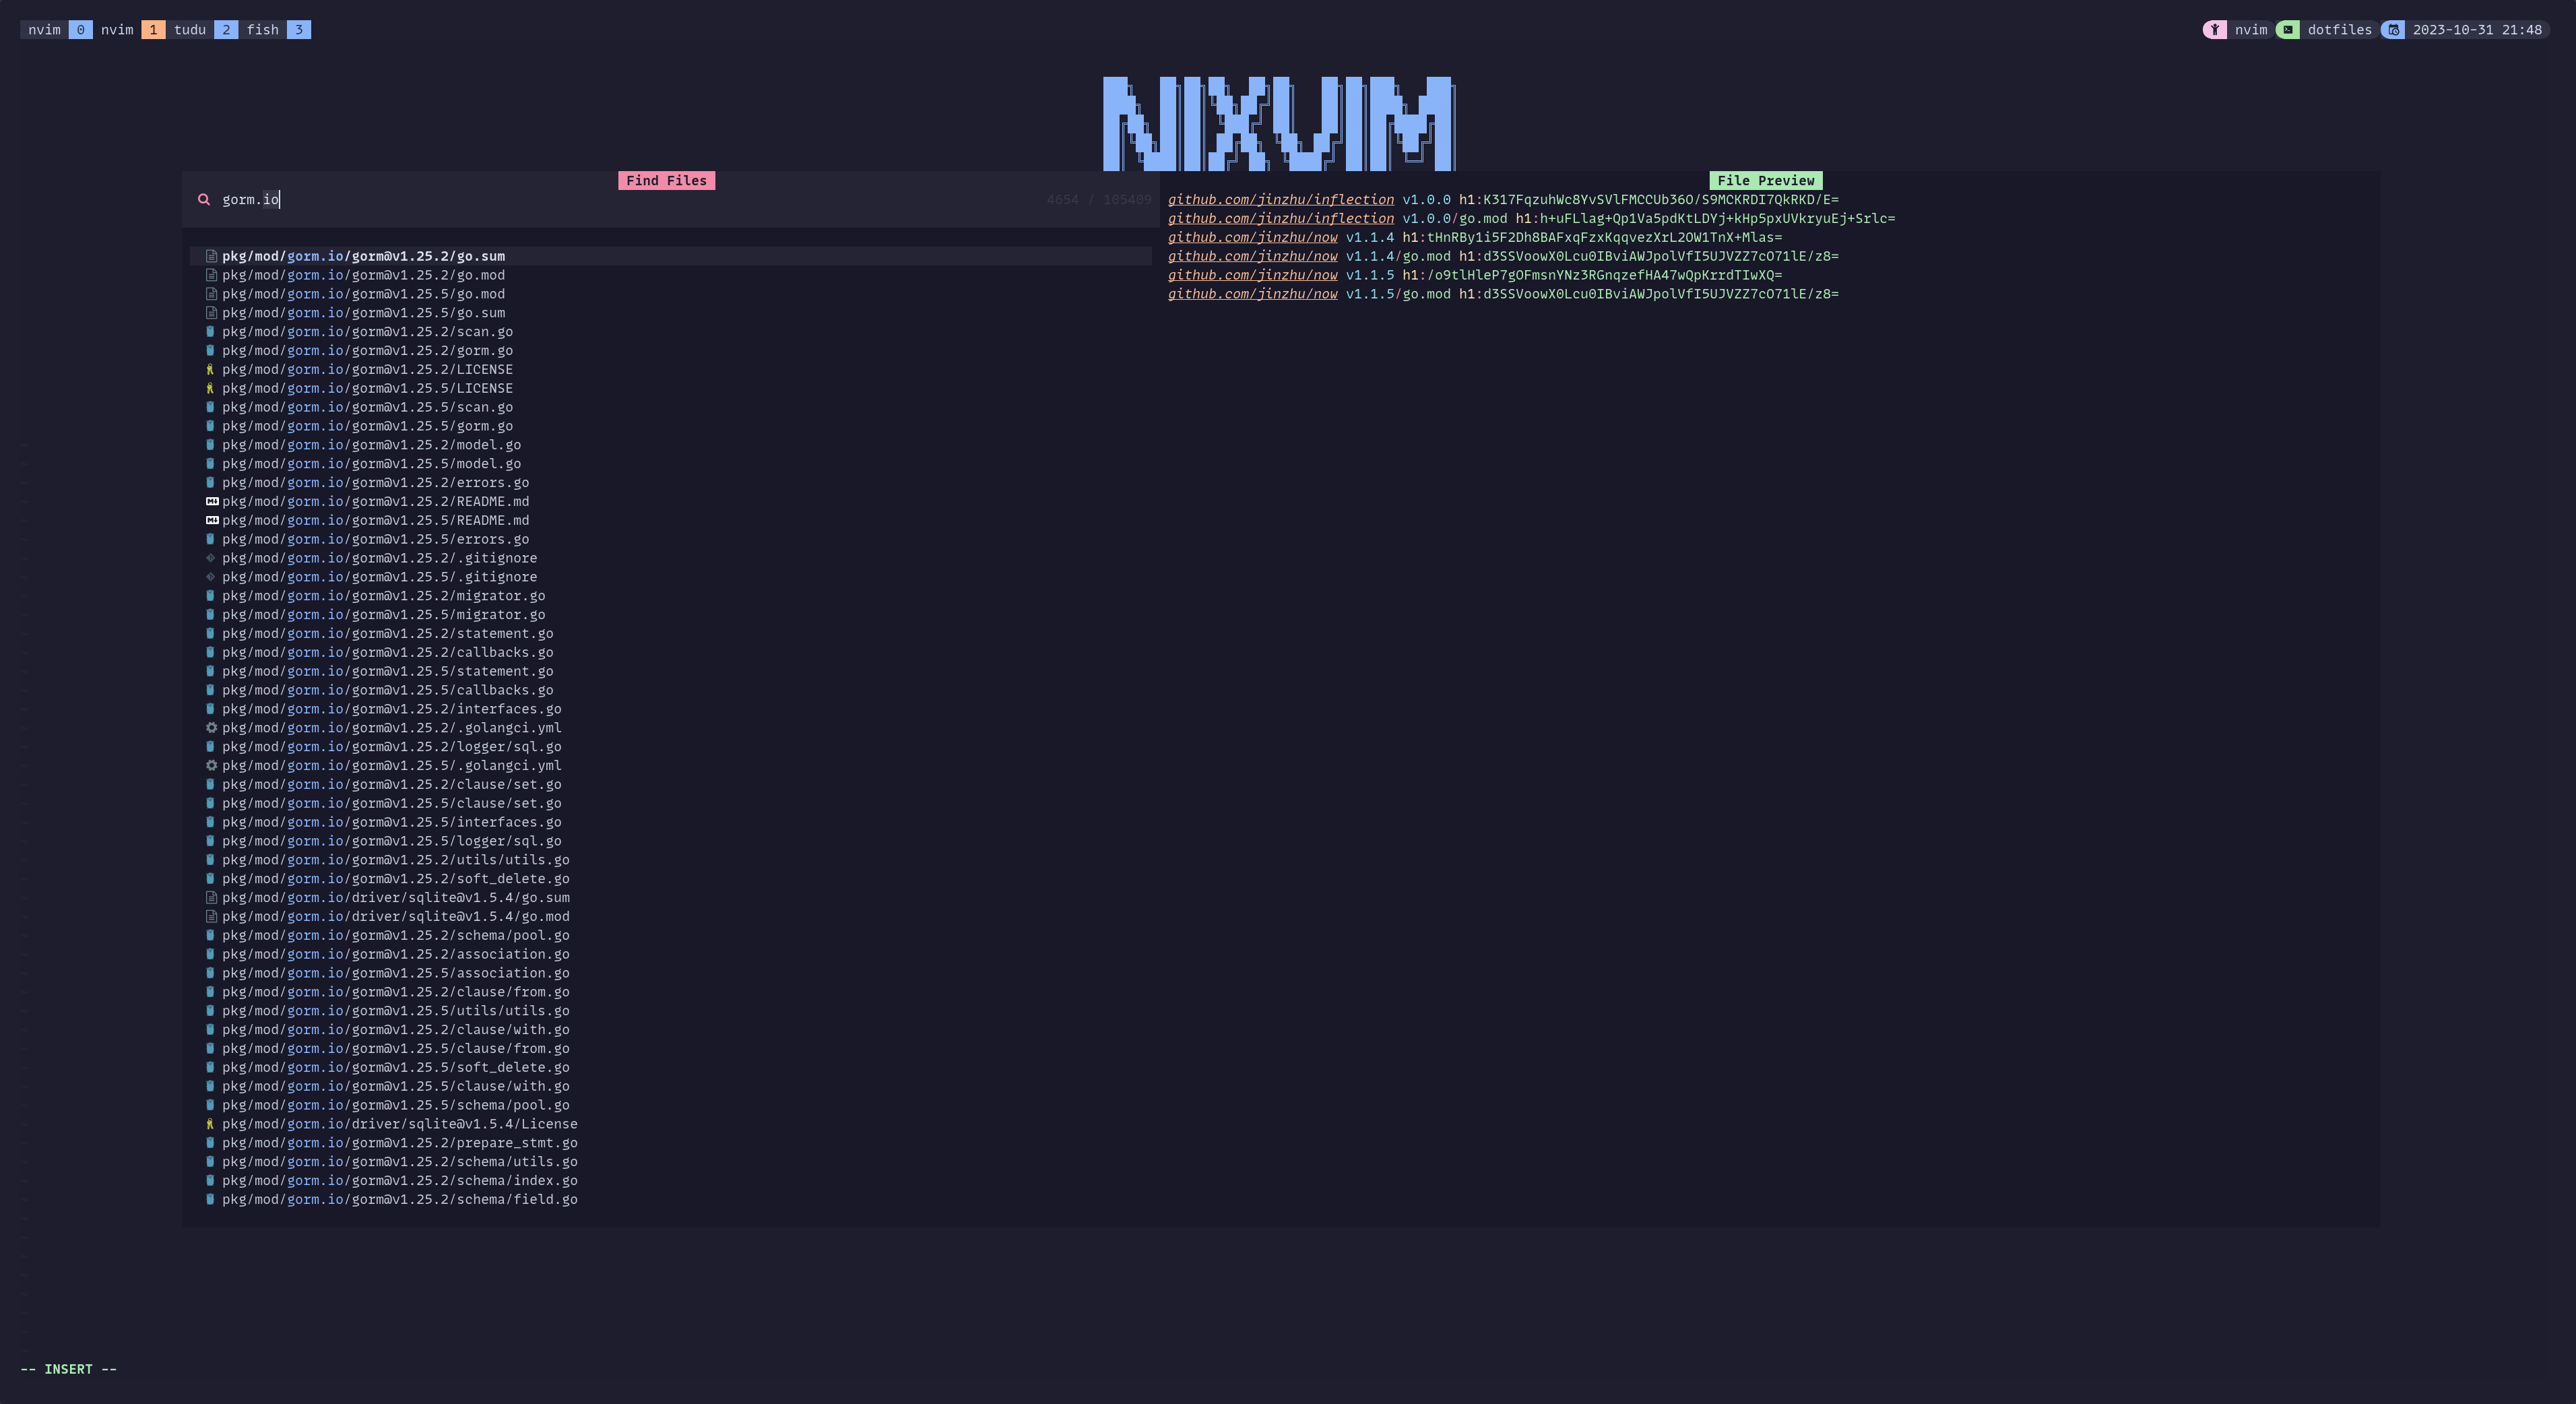 nvim 0 nvim 1 tudu 2 fish 3
nvim dotfiles 2023-10-31 21:48
NIXVIM
Find Files
gorm.io
4654 / 105409
pkg/mod/gorm.io/gorm@v1.25.2/go.sum
pkg/mod/gorm.io/gorm@v1.25.2/go.mod
pkg/mod/gorm.io/gorm@v1.25.5/go.mod
pkg/mod/gorm.io/gorm@v1.25.5/go.sum
pkg/mod/gorm.io/gorm@v1.25.2/scan.go
pkg/mod/gorm.io/gorm@v1.25.2/gorm.go
pkg/mod/gorm.io/gorm@v1.25.2/LICENSE
pkg/mod/gorm.io/gorm@v1.25.5/LICENSE
pkg/mod/gorm.io/gorm@v1.25.5/scan.go
pkg/mod/gorm.io/gorm@v1.25.5/gorm.go
pkg/mod/gorm.io/gorm@v1.25.2/model.go
pkg/mod/gorm.io/gorm@v1.25.5/model.go
pkg/mod/gorm.io/gorm@v1.25.2/errors.go
pkg/mod/gorm.io/gorm@v1.25.2/README.md
pkg/mod/gorm.io/gorm@v1.25.5/README.md
pkg/mod/gorm.io/gorm@v1.25.5/errors.go
pkg/mod/gorm.io/gorm@v1.25.2/.gitignore
pkg/mod/gorm.io/gorm@v1.25.5/.gitignore
pkg/mod/gorm.io/gorm@v1.25.2/migrator.go
pkg/mod/gorm.io/gorm@v1.25.5/migrator.go
pkg/mod/gorm.io/gorm@v1.25.2/statement.go
pkg/mod/gorm.io/gorm@v1.25.2/callbacks.go
pkg/mod/gorm.io/gorm@v1.25.5/statement.go
pkg/mod/gorm.io/gorm@v1.25.5/callbacks.go
pkg/mod/gorm.io/gorm@v1.25.2/interfaces.go
pkg/mod/gorm.io/gorm@v1.25.2/.golangci.yml
pkg/mod/gorm.io/gorm@v1.25.2/logger/sql.go
pkg/mod/gorm.io/gorm@v1.25.5/.golangci.yml
pkg/mod/gorm.io/gorm@v1.25.2/clause/set.go
pkg/mod/gorm.io/gorm@v1.25.5/clause/set.go
pkg/mod/gorm.io/gorm@v1.25.5/interfaces.go
pkg/mod/gorm.io/gorm@v1.25.5/logger/sql.go
pkg/mod/gorm.io/gorm@v1.25.2/utils/utils.go
pkg/mod/gorm.io/gorm@v1.25.2/soft_delete.go
pkg/mod/gorm.io/driver/sqlite@v1.5.4/go.sum
pkg/mod/gorm.io/driver/sqlite@v1.5.4/go.mod
pkg/mod/gorm.io/gorm@v1.25.2/schema/pool.go
pkg/mod/gorm.io/gorm@v1.25.2/association.go
pkg/mod/gorm.io/gorm@v1.25.5/association.go
pkg/mod/gorm.io/gorm@v1.25.2/clause/from.go
pkg/mod/gorm.io/gorm@v1.25.5/utils/utils.go
pkg/mod/gorm.io/gorm@v1.25.2/clause/with.go
pkg/mod/gorm.io/gorm@v1.25.5/clause/from.go
pkg/mod/gorm.io/gorm@v1.25.5/soft_delete.go
pkg/mod/gorm.io/gorm@v1.25.5/clause/with.go
pkg/mod/gorm.io/gorm@v1.25.5/schema/pool.go
pkg/mod/gorm.io/driver/sqlite@v1.5.4/License
pkg/mod/gorm.io/gorm@v1.25.2/prepare_stmt.go
pkg/mod/gorm.io/gorm@v1.25.2/schema/utils.go
pkg/mod/gorm.io/gorm@v1.25.2/schema/index.go
pkg/mod/gorm.io/gorm@v1.25.2/schema/field.go
File Preview
github.com/jinzhu/inflection v1.0.0 h1:K317FqzuhWc8YvSVlFMCCUb36O/S9MCKRDI7QkRKD/E=
github.com/jinzhu/inflection v1.0.0/go.mod h1:h+uFLlag+Qp1Va5pdKtLDYj+kHp5pxUVkryuEj+Srlc=
github.com/jinzhu/now v1.1.4 h1:tHnRBy1i5F2Dh8BAFxqFzxKqqvezXrL2OW1TnX+Mlas=
github.com/jinzhu/now v1.1.4/go.mod h1:d3SSVoowX0Lcu0IBviAWJpolVfI5UJVZZ7cO71lE/z8=
github.com/jinzhu/now v1.1.5 h1:/o9tlHleP7gOFmsnYNz3RGnqzefHA47wQpKrrdTIwXQ=
github.com/jinzhu/now v1.1.5/go.mod h1:d3SSVoowX0Lcu0IBviAWJpolVfI5UJVZZ7cO71lE/z8=
-- INSERT --